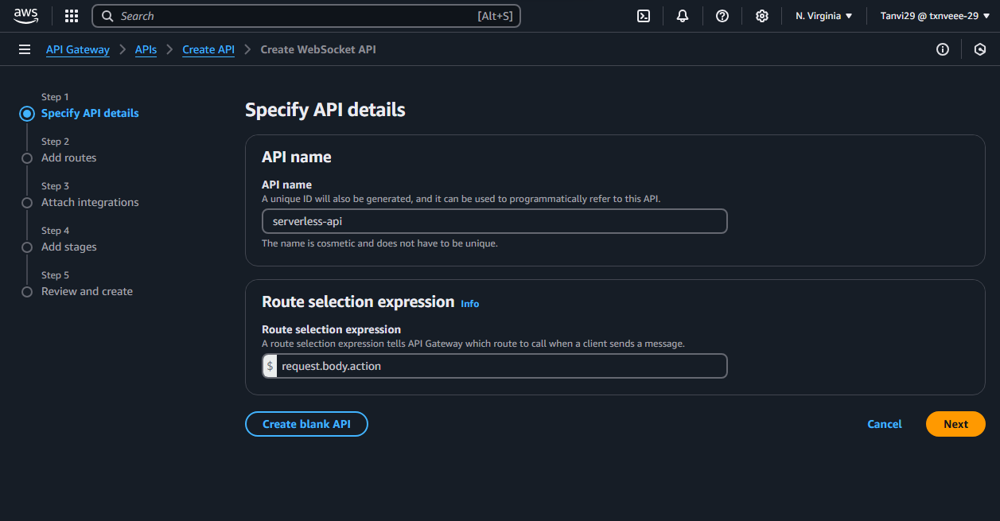 aws
Search [Alt+S]
N. Virginia
Tanvi29 @ txnveee-29
API Gateway
APIs
Create API
Create WebSocket API
Step 1
Specify API details
Step 2
Add routes
Step 3
Attach integrations
Step 4
Add stages
Step 5
Review and create
Specify API details
API name
API name
A unique ID will also be generated, and it can be used to programmatically refer to this API.
serverless-api
The name is cosmetic and does not have to be unique.
Route selection expression Info
Route selection expression
A route selection expression tells API Gateway which route to call when a client sends a message.
$ request.body.action
Create blank API
Cancel
Next